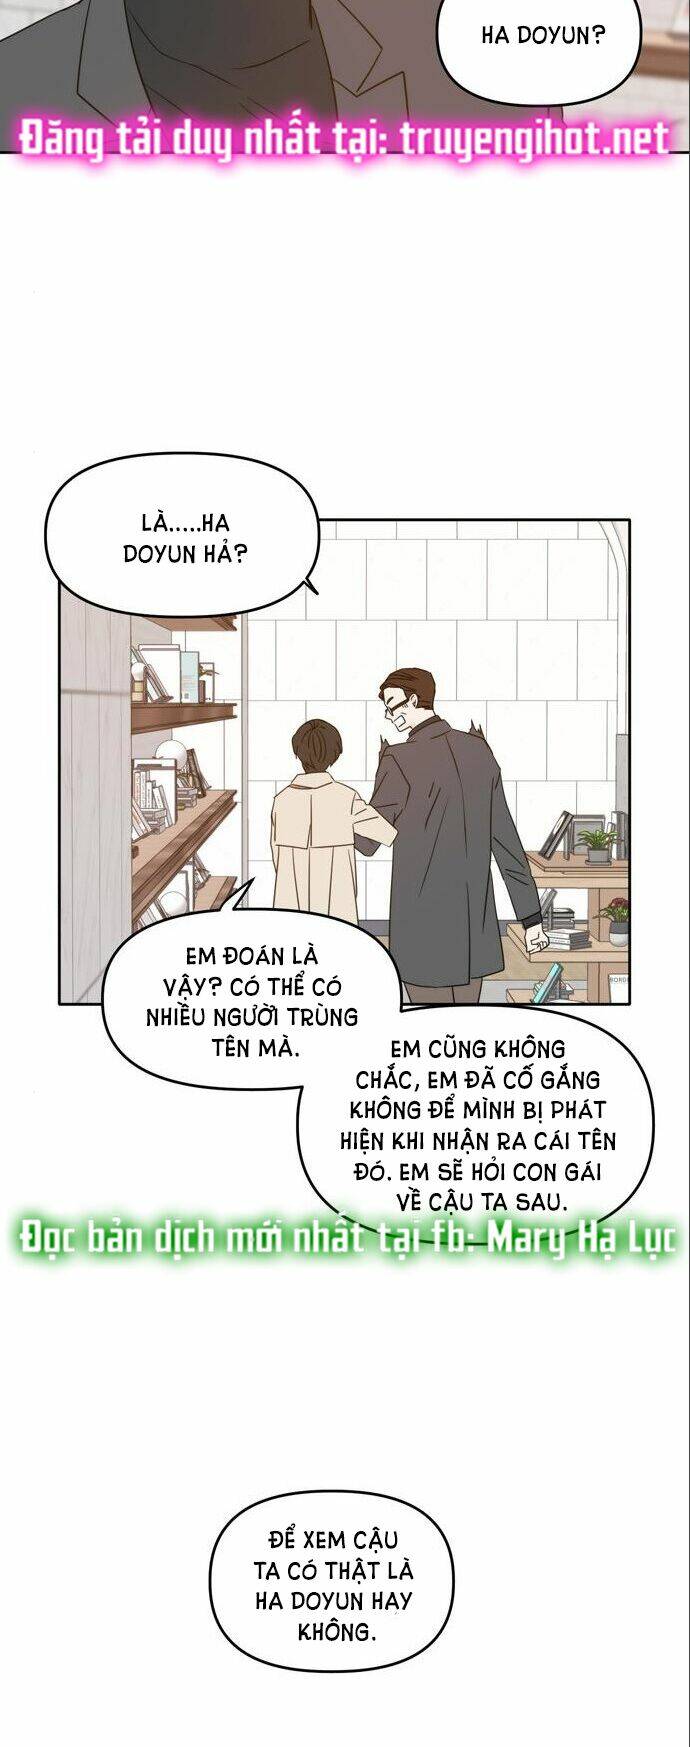 HA DOYUN?
Đăng tải duy nhất tại: truyengihot.net
LÀ.....HA
DOYUN HẢ?
EM ĐOÁN LÀ
VẬY? CÓ THỂ CÓ
NHIỀU NGƯỜI TRÙNG
TÊN MÀ.
EM CŨNG KHÔNG
CHẮC, EM ĐÃ CỐ GẮNG
KHÔNG ĐỂ MÌNH BỊ PHÁT
HIỆN KHI NHẬN RA CÁI TÊN
ĐÓ. EM SẼ HỎI CON GÁI
VỀ CẬU TA SAU.
Đọc bản dịch mới nhất tại fb: Mary Hạ Lục
ĐỂ XEM CẬU
TA CÓ THẬT LÀ
HA DOYUN HAY
KHÔNG.